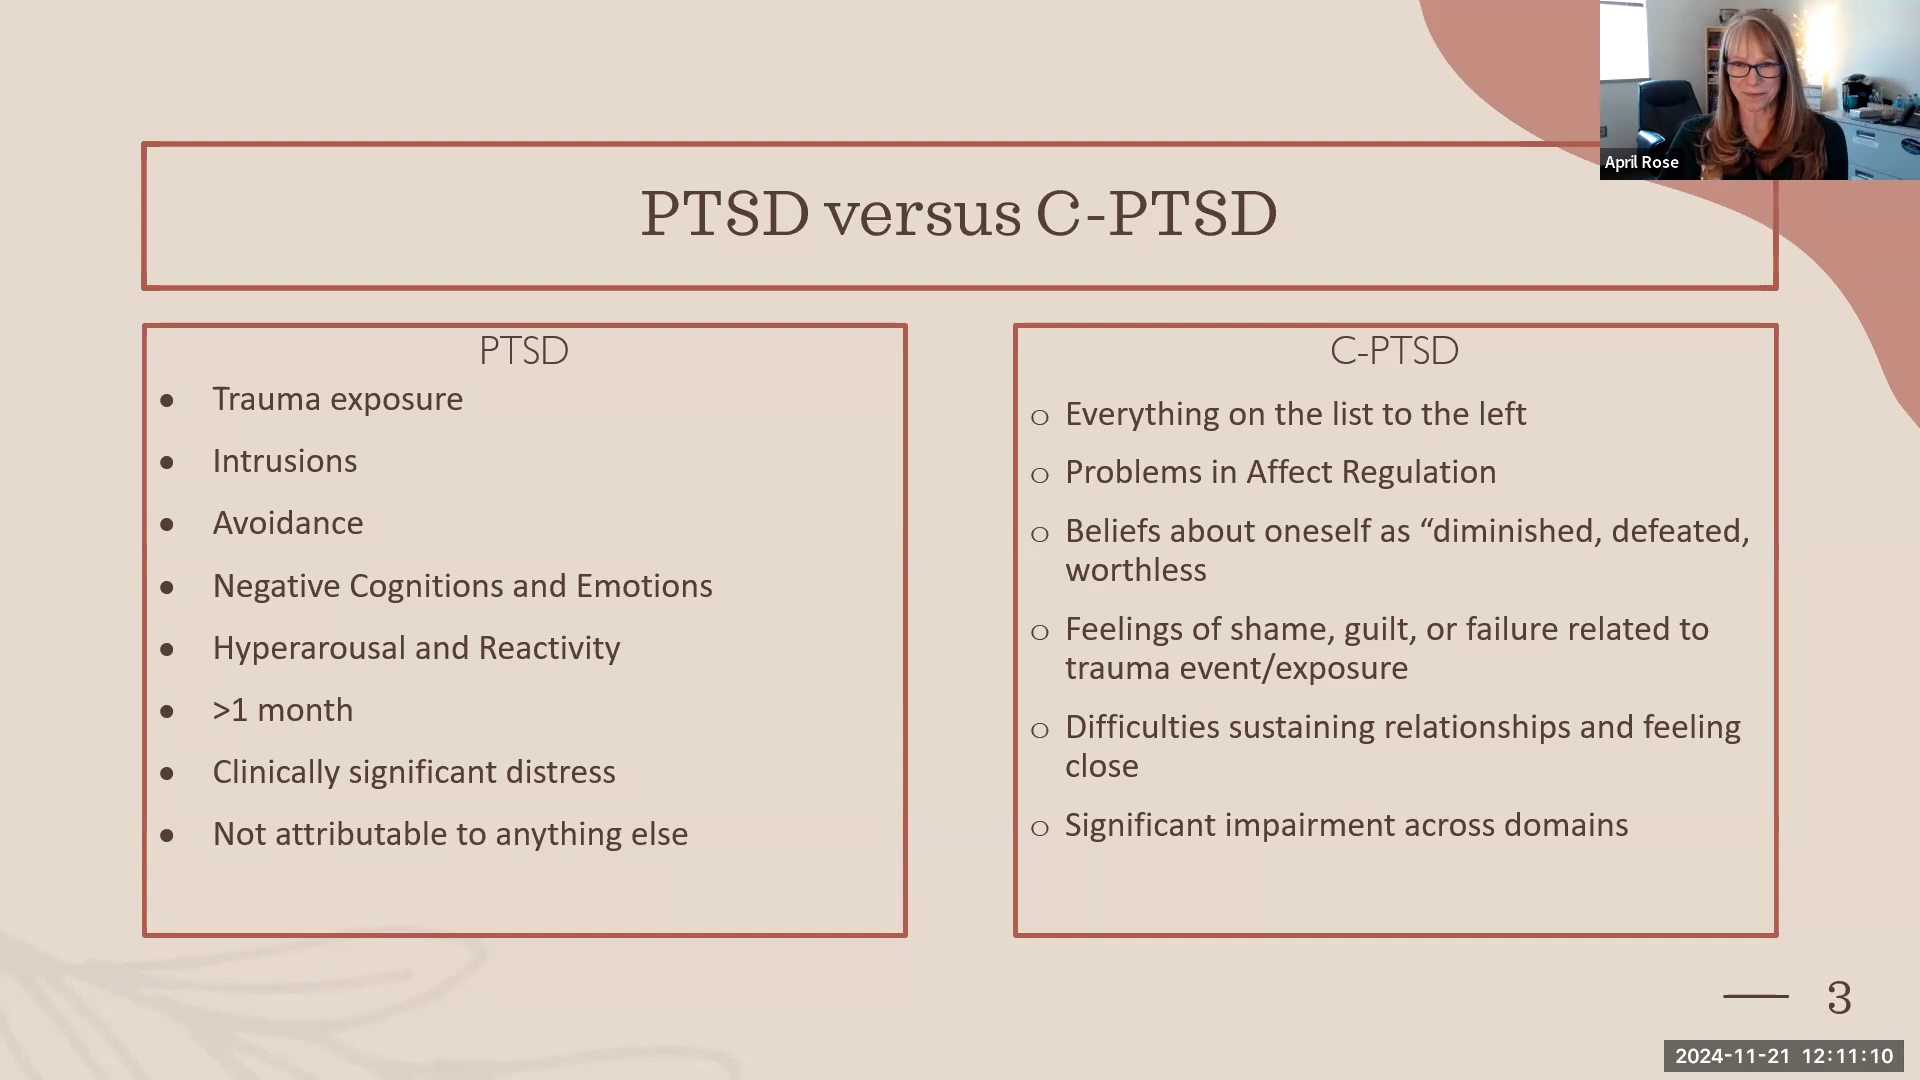 April Rose
PTSD versus C-PTSD
PTSD
Trauma exposure
Intrusions
Avoidance
Negative Cognitions and Emotions
Hyperarousal and Reactivity
>1 month
Clinically significant distress
Not attributable to anything else
C-PTSD
Everything on the list to the left
Problems in Affect Regulation
Beliefs about oneself as “diminished, defeated,
worthless
Feelings of shame, guilt, or failure related to
trauma event/exposure
Difficulties sustaining relationships and feeling
close
Significant impairment across domains
3
2024-11-21 12:11:10